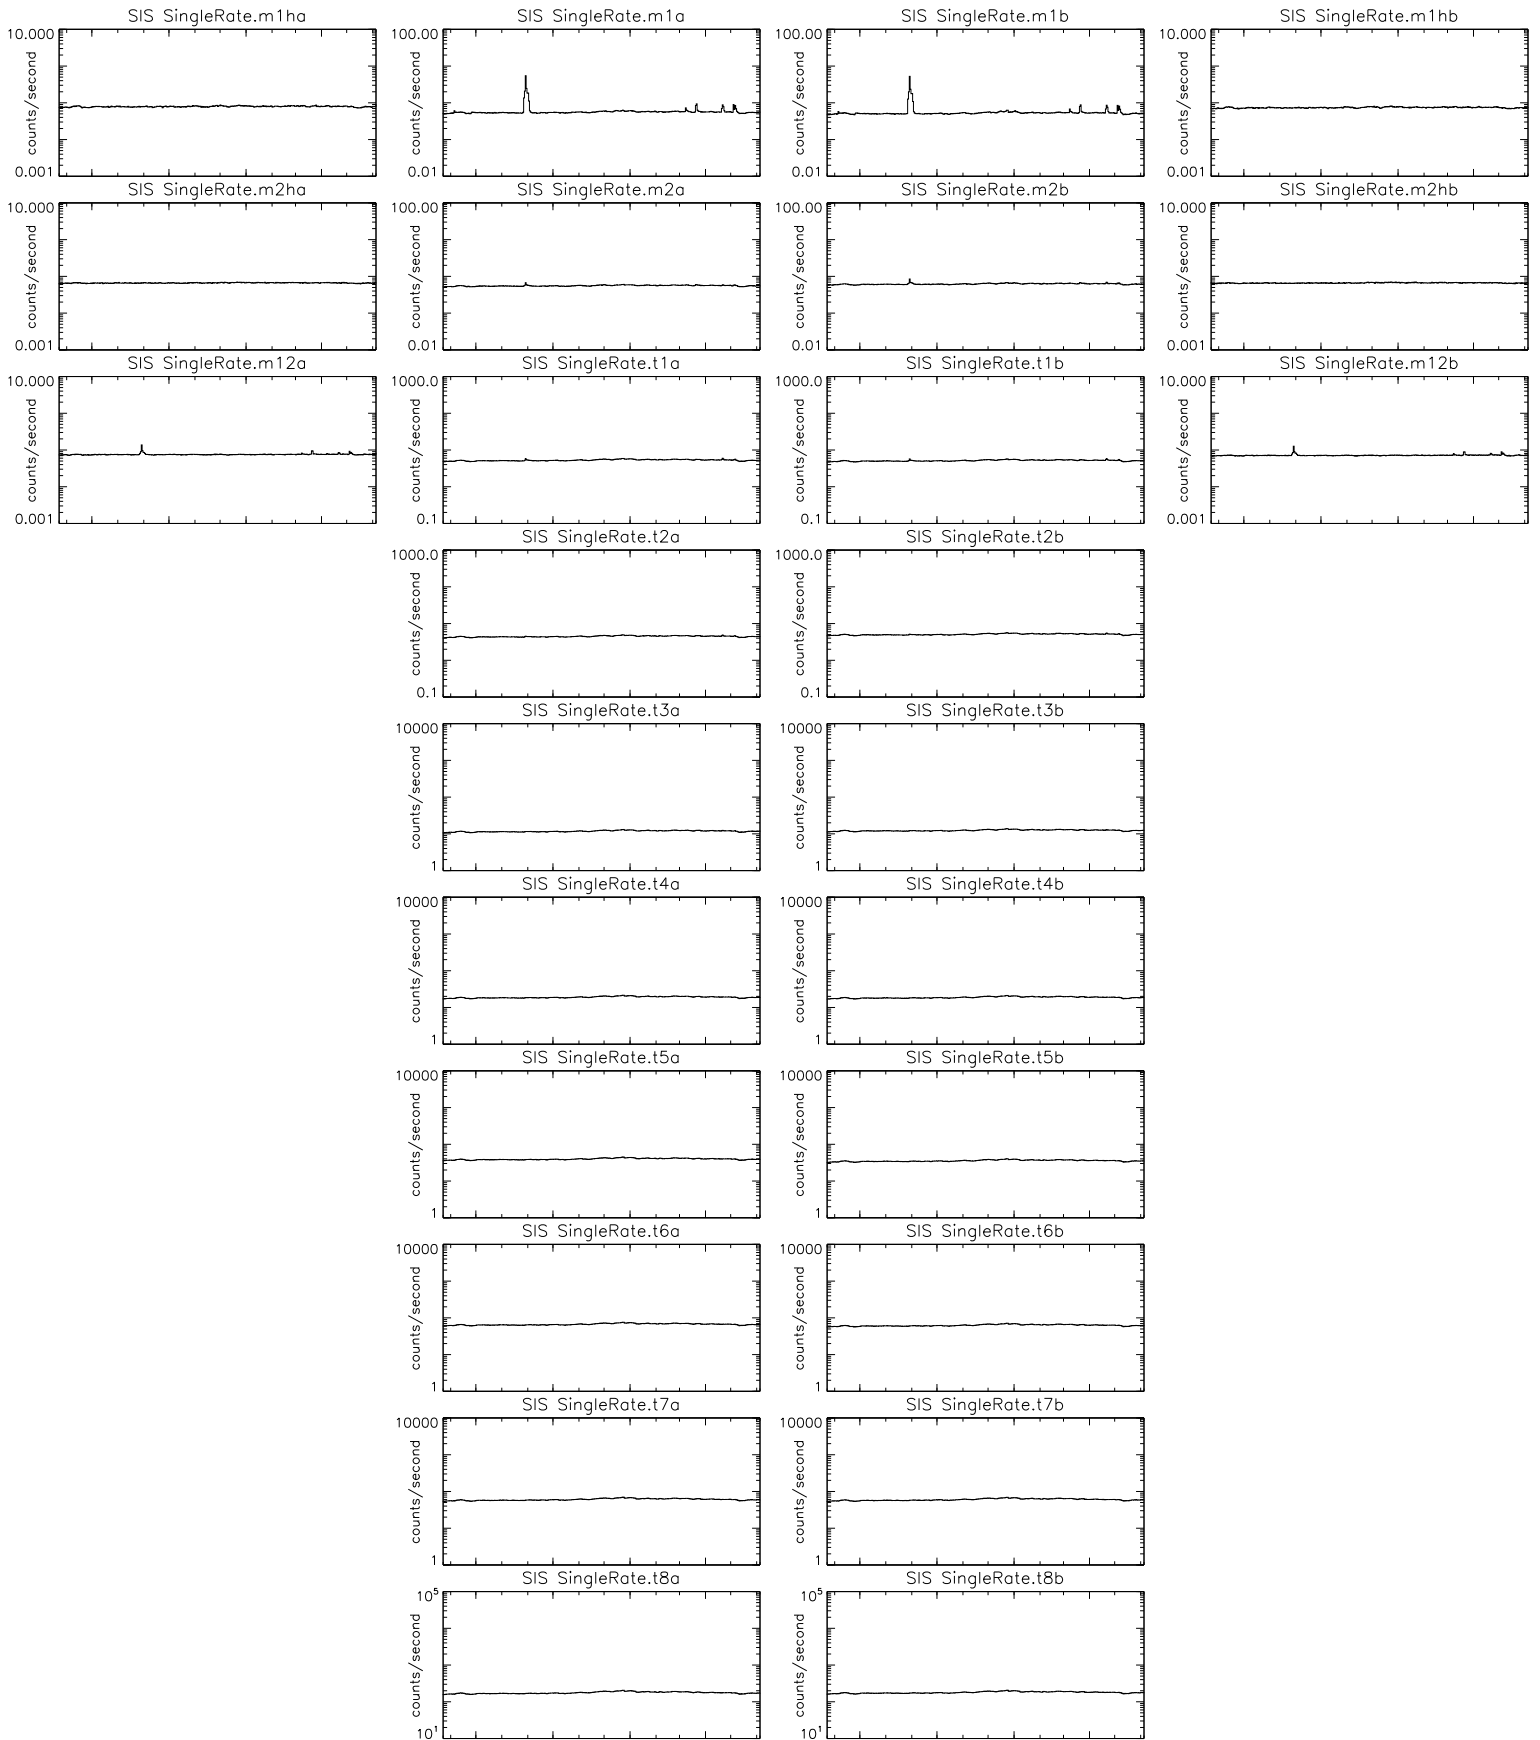 SIS SingleRate.m1ha
10.000
counts/second
0.001
SIS SingleRate.m1a
100.00
counts/second
0.01
SIS SingleRate.m1b
100.00
counts/second
0.01
SIS SingleRate.m1hb
10.000
counts/second
0.001
SIS SingleRate.m2ha
10.000
counts/second
0.001
SIS SingleRate.m2a
100.00
counts/second
0.01
SIS SingleRate.m2b
100.00
counts/second
0.01
SIS SingleRate.m2hb
10.000
counts/second
0.001
SIS SingleRate.m12a
10.000
counts/second
0.001
SIS SingleRate.t1a
1000.0
counts/second
0.1
SIS SingleRate.t1b
1000.0
counts/second
0.1
SIS SingleRate.m12b
10.000
counts/second
0.001
SIS SingleRate.t2a
1000.0
counts/second
0.1
SIS SingleRate.t2b
1000.0
counts/second
0.1
SIS SingleRate.t3a
10000
counts/second
1
SIS SingleRate.t3b
10000
counts/second
1
SIS SingleRate.t4a
10000
counts/second
1
SIS SingleRate.t4b
10000
counts/second
1
SIS SingleRate.t5a
10000
counts/second
1
SIS SingleRate.t5b
10000
counts/second
1
SIS SingleRate.t6a
10000
counts/second
1
SIS SingleRate.t6b
10000
counts/second
1
SIS SingleRate.t7a
10000
counts/second
1
SIS SingleRate.t7b
10000
counts/second
1
SIS SingleRate.t8a
10⁵
counts/second
10¹
SIS SingleRate.t8b
10⁵
counts/second
10¹